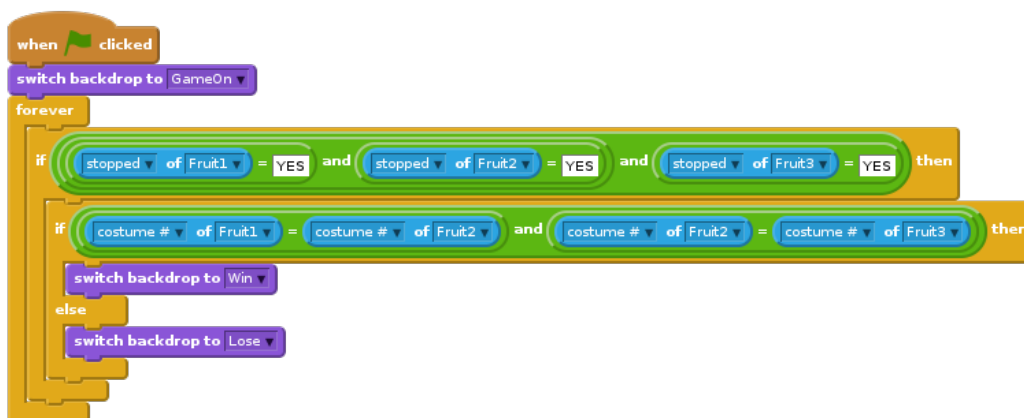 when clicked
switch backdrop to GameOn
forever
if stopped of Fruit1 = YES and stopped of Fruit2 = YES and stopped of Fruit3 = YES then
if costume # of Fruit1 = costume # of Fruit2 and costume # of Fruit2 = costume # of Fruit3 then
switch backdrop to Win
else
switch backdrop to Lose